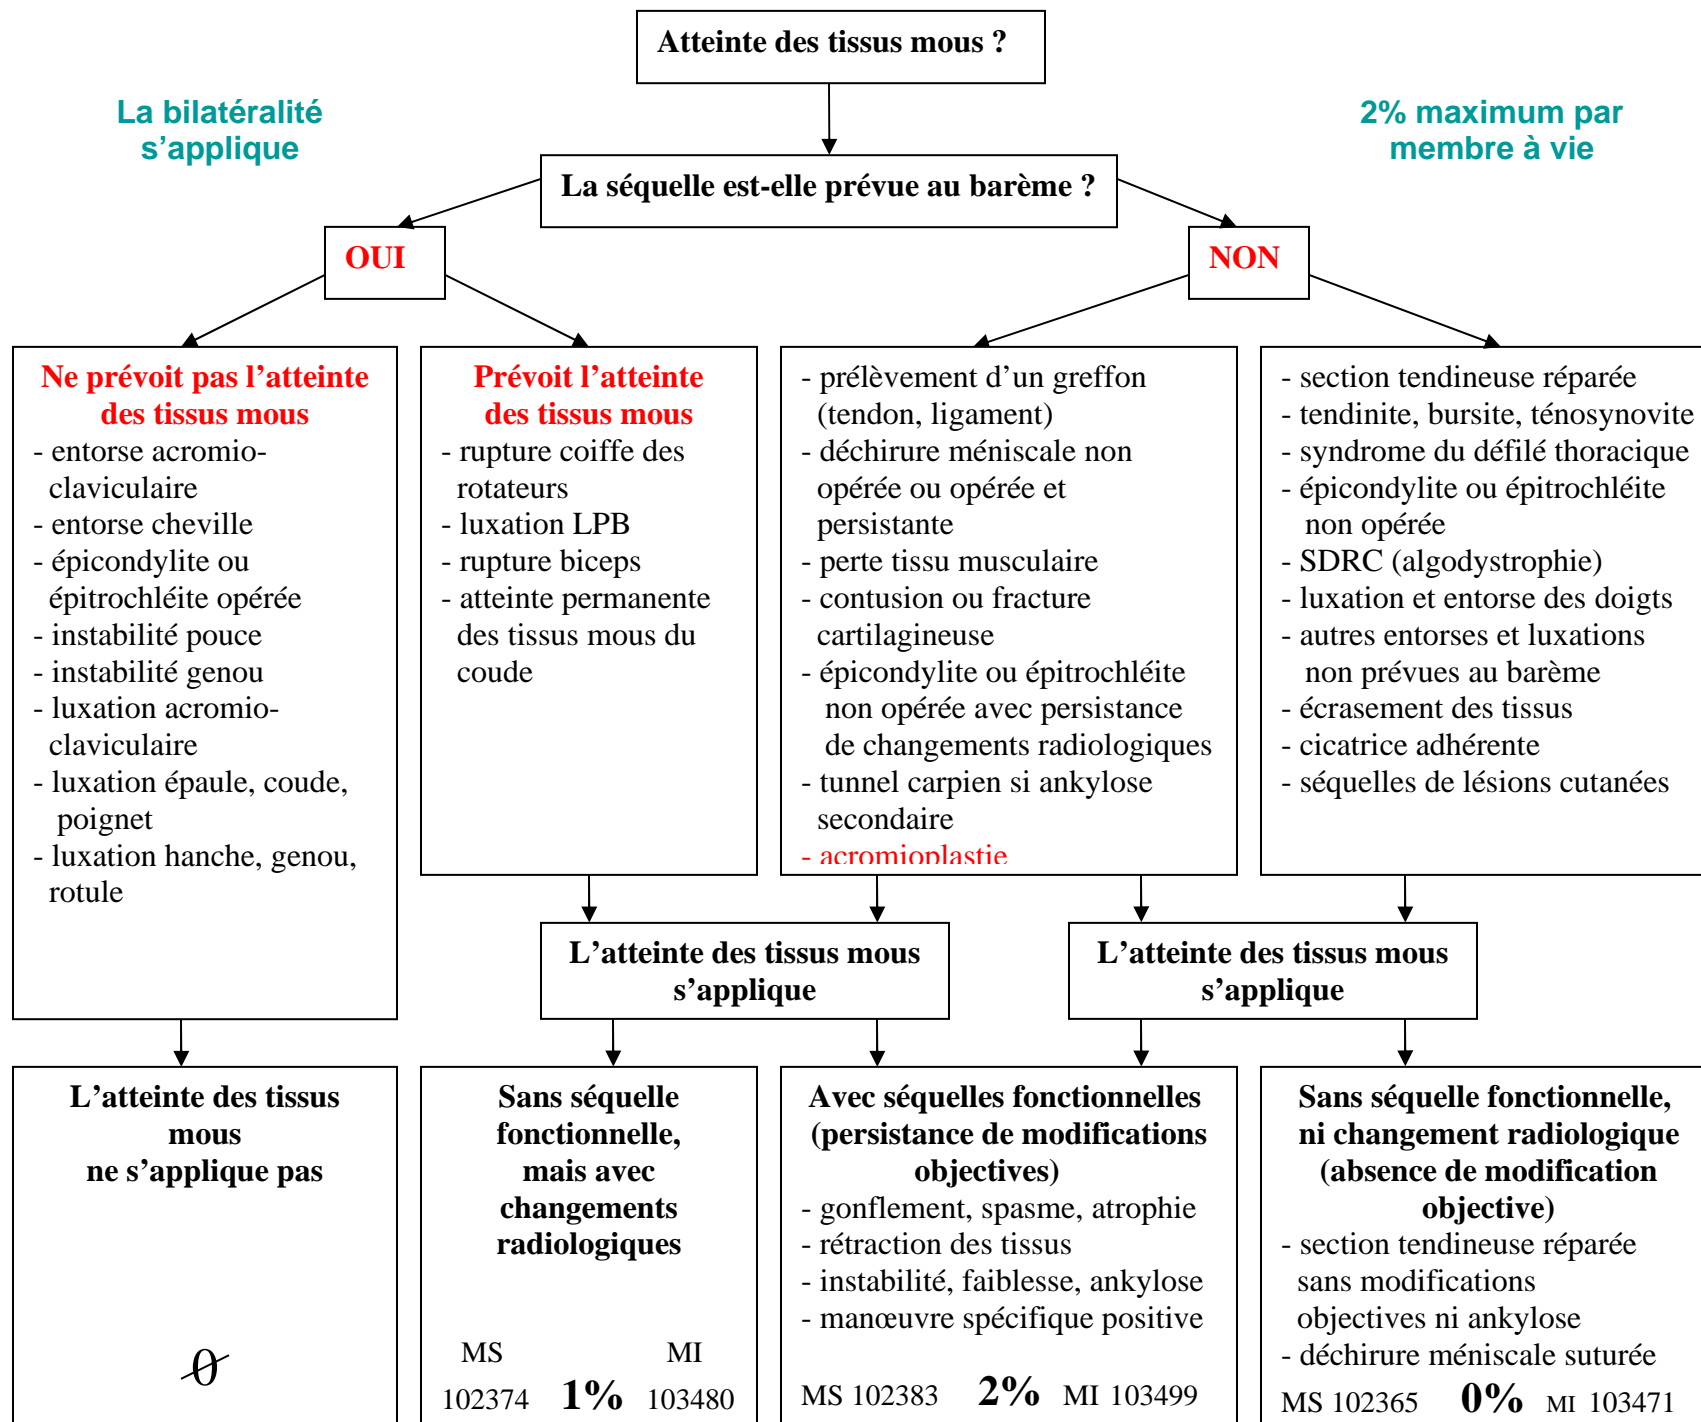 Atteinte des tissus mous ?
La bilatéralité
s’applique
2% maximum par
membre à vie
La séquelle est-elle prévue au barème ?
OUI
NON
Ne prévoit pas l’atteinte
des tissus mous
- entorse acromio-
claviculaire
- entorse cheville
- épicondylite ou
épitrochléite opérée
- instabilité pouce
- instabilité genou
- luxation acromio-
claviculaire
- luxation épaule, coude,
poignet
- luxation hanche, genou,
rotule
Prévoit l’atteinte
des tissus mous
- rupture coiffe des
rotateurs
- luxation LPB
- rupture biceps
- atteinte permanente
des tissus mous du
coude
- prélèvement d’un greffon
(tendon, ligament)
- déchirure méniscale non
opérée ou opérée et
persistante
- perte tissu musculaire
- contusion ou fracture
cartilagineuse
- épicondylite ou épitrochléite
non opérée avec persistance
de changements radiologiques
- tunnel carpien si ankylose
secondaire
- acromioplastie
- section tendineuse réparée
- tendinite, bursite, ténosynovite
- syndrome du défilé thoracique
- épicondylite ou épitrochléite
non opérée
- SDRC (algodystrophie)
- luxation et entorse des doigts
- autres entorses et luxations
non prévues au barème
- écrasement des tissus
- cicatrice adhérente
- séquelles de lésions cutanées
L’atteinte des tissus mous
s’applique
L’atteinte des tissus mous
s’applique
L’atteinte des tissus
mous
ne s’applique pas
0
Sans séquelle
fonctionnelle,
mais avec
changements
radiologiques
MS MI
102374 1% 103480
Avec séquelles fonctionnelles
(persistance de modifications
objectives)
- gonflement, spasme, atrophie
- rétraction des tissus
- instabilité, faiblesse, ankylose
- manœuvre spécifique positive
MS 102383 2% MI 103499
Sans séquelle fonctionnelle,
ni changement radiologique
(absence de modification
objective)
- section tendineuse réparée
sans modifications
objectives ni ankylose
- déchirure méniscale suturée
MS 102365 0% MI 103471